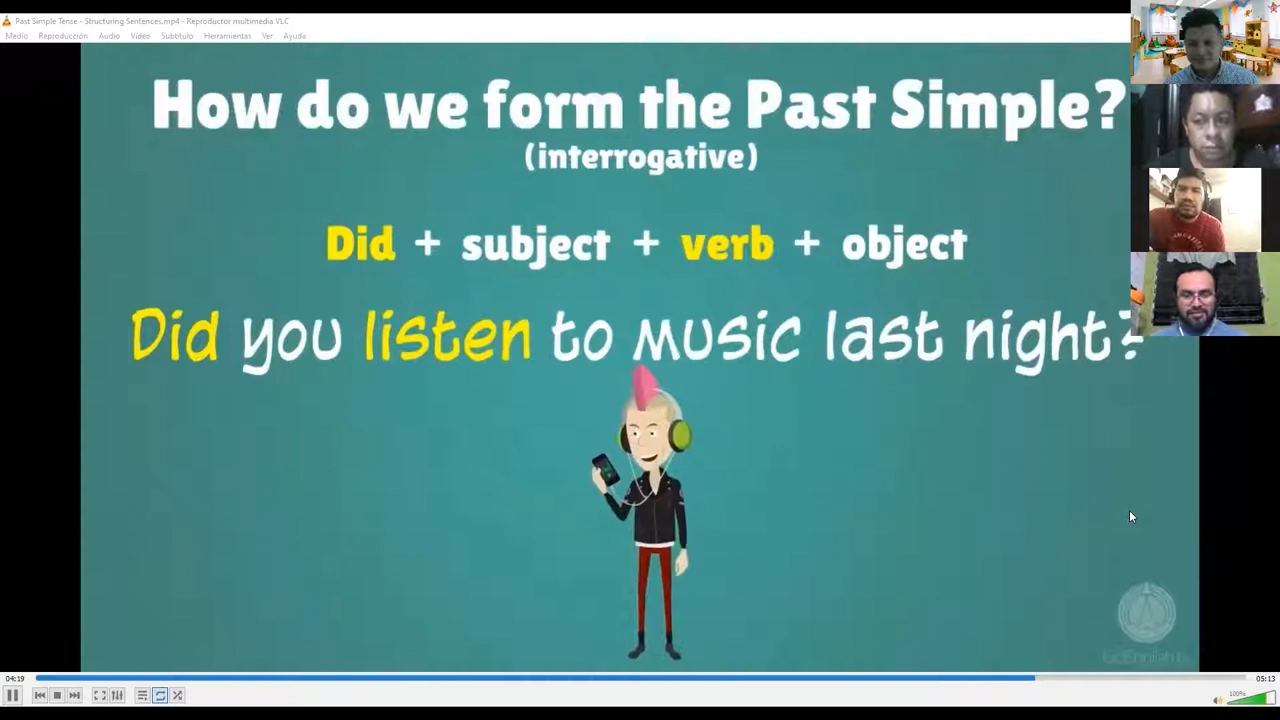 Past Simple Tense - Structuring Sentences.mp4 - Reproductor multimedia VLC
Medio Reproducción Audio Vídeo Subtítulo Herramientas Ver Ayuda
How do we form the Past Simple?
(interrogative)
Did + subject + verb + object
Did you listen to music last night?
04:19
05:13
100%